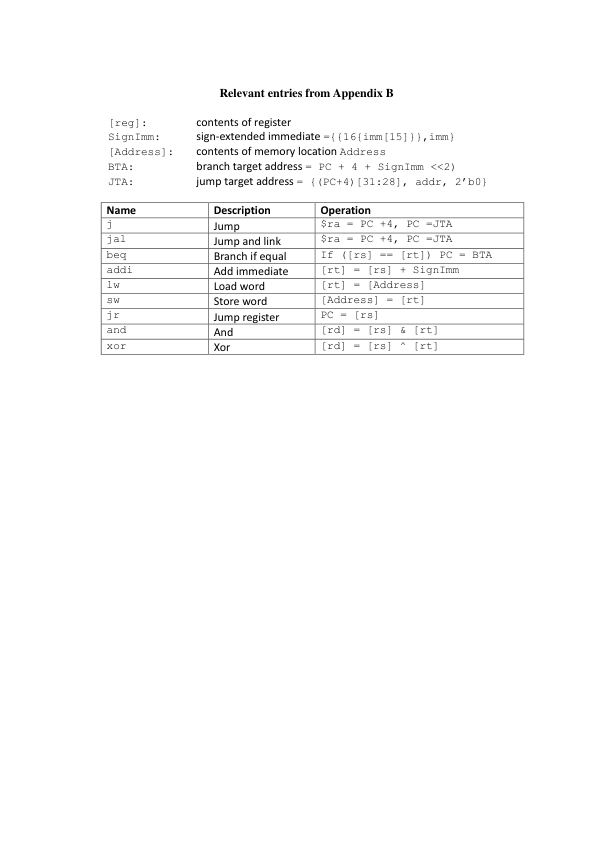 Relevant entries from Appendix B
[reg]: contents of register
SignImm: sign-extended immediate ={{16{imm[15]}},imm}
[Address]: contents of memory location Address
BTA: branch target address = PC + 4 + SignImm <<2)
JTA: jump target address = {(PC+4)[31:28], addr, 2’b0}
Name Description Operation
j Jump $ra = PC +4, PC =JTA
jal Jump and link $ra = PC +4, PC =JTA
beq Branch if equal If ([rs] == [rt]) PC = BTA
addi Add immediate [rt] = [rs] + SignImm
lw Load word [rt] = [Address]
sw Store word [Address] = [rt]
jr Jump register PC = [rs]
and And [rd] = [rs] & [rt]
xor Xor [rd] = [rs] ^ [rt]